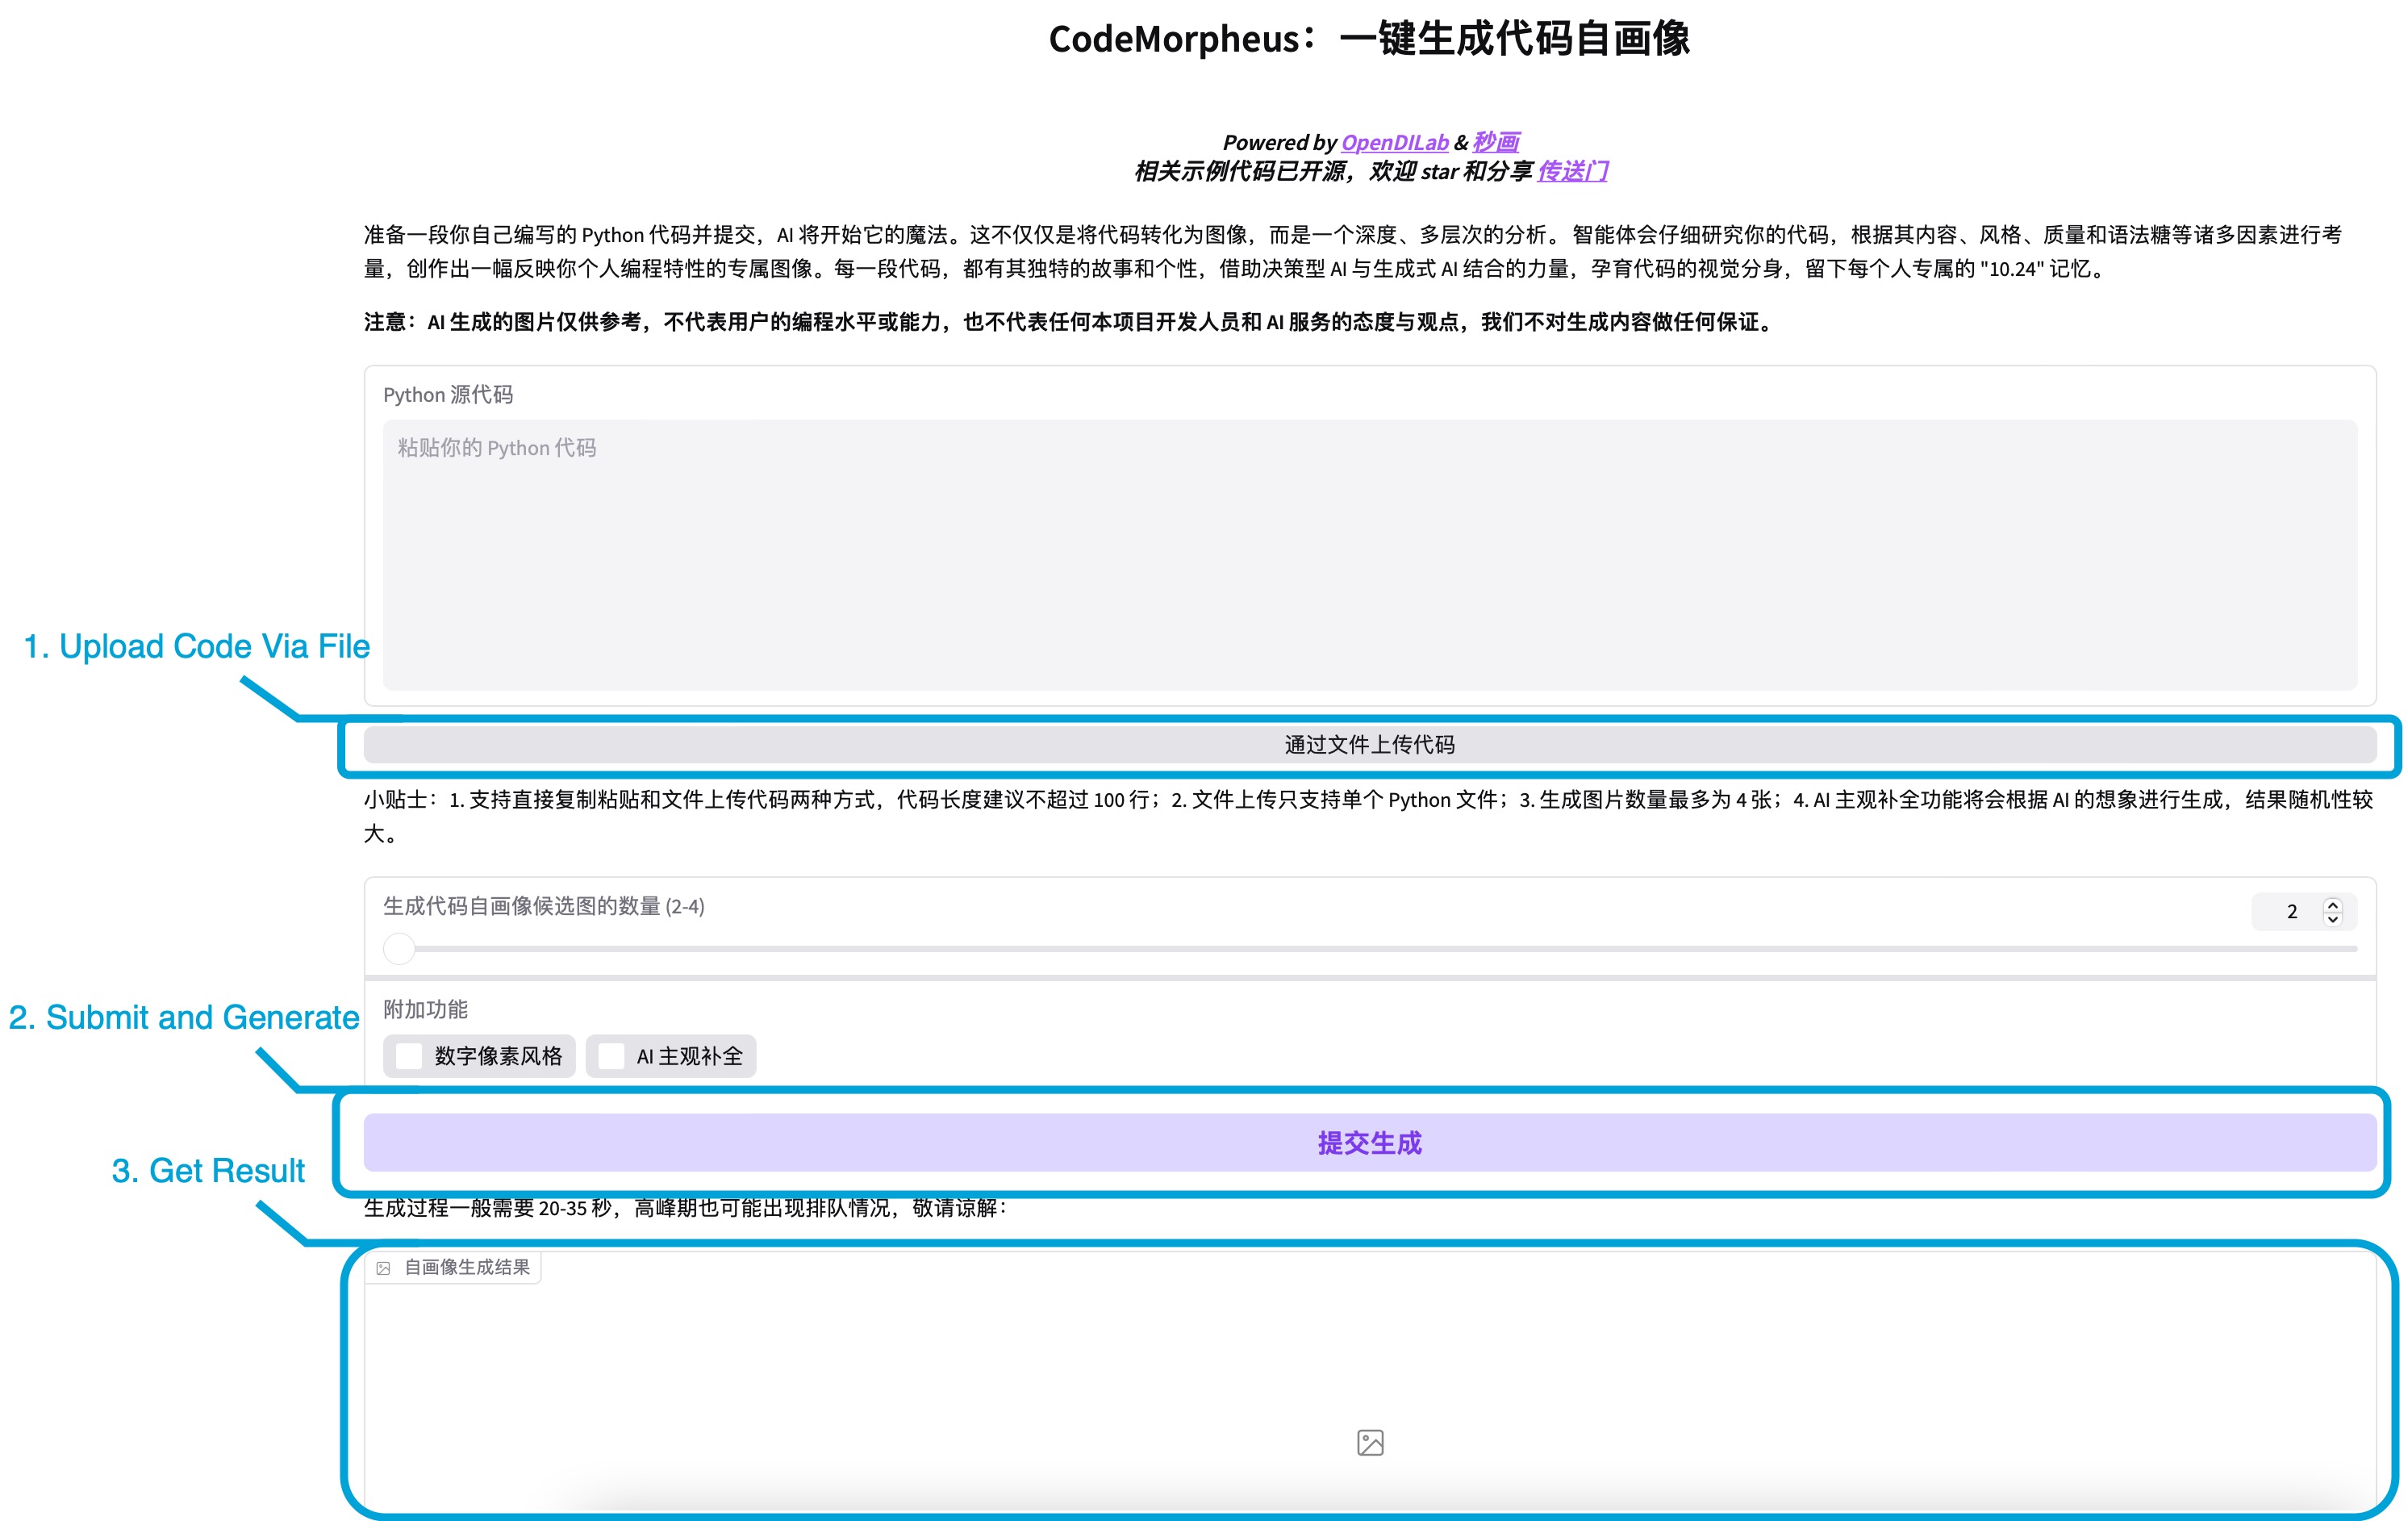 CodeMorpheus：一键生成代码自画像
Powered by OpenDILab & 秒画
相关示例代码已开源，欢迎 star 和分享 传送门
准备一段你自己编写的 Python 代码并提交，AI 将开始它的魔法。这不仅仅是将代码转化为图像，而是一个深度、多层次的分析。 智能体会仔细研究你的代码，根据其内容、风格、质量和语法糖等诸多因素进行考
量，创作出一幅反映你个人编程特性的专属图像。每一段代码，都有其独特的故事和个性，借助决策型 AI 与生成式 AI 结合的力量，孕育代码的视觉分身，留下每个人专属的 "10.24" 记忆。
注意：AI 生成的图片仅供参考，不代表用户的编程水平或能力，也不代表任何本项目开发人员和 AI 服务的态度与观点，我们不对生成内容做任何保证。
Python 源代码
粘贴你的 Python 代码
1. Upload Code Via File
通过文件上传代码
小贴士：1. 支持直接复制粘贴和文件上传代码两种方式，代码长度建议不超过 100 行；2. 文件上传只支持单个 Python 文件；3. 生成图片数量最多为 4 张；4. AI 主观补全功能将会根据 AI 的想象进行生成，结果随机性较
大。
生成代码自画像候选图的数量 (2-4)
2
2. Submit and Generate
附加功能
数字像素风格
AI 主观补全
提交生成
3. Get Result
生成过程一般需要 20-35 秒，高峰期也可能出现排队情况，敬请谅解：
自画像生成结果